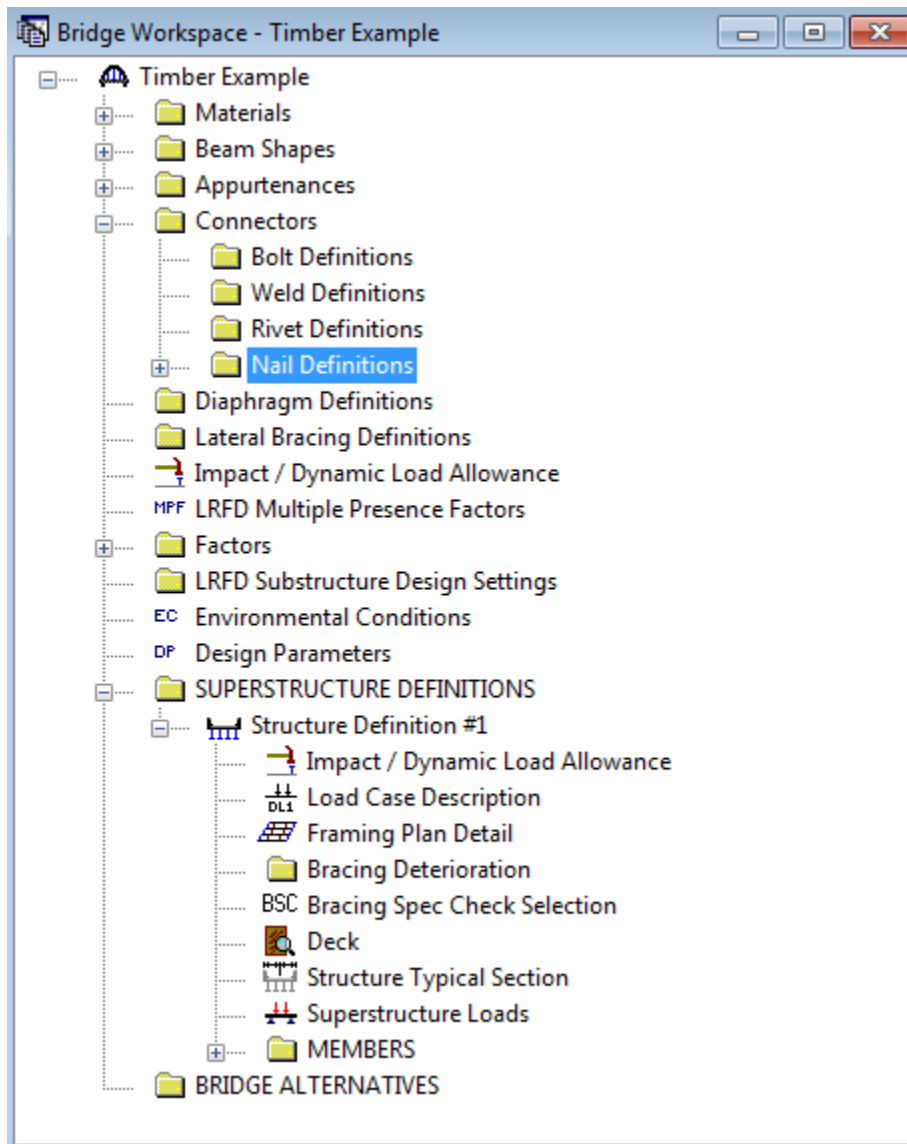 Bridge Workspace - Timber Example
Timber Example
Materials
Beam Shapes
Appurtenances
Connectors
Bolt Definitions
Weld Definitions
Rivet Definitions
Nail Definitions
Diaphragm Definitions
Lateral Bracing Definitions
Impact / Dynamic Load Allowance
MPF LRFD Multiple Presence Factors
Factors
LRFD Substructure Design Settings
EC Environmental Conditions
DP Design Parameters
SUPERSTRUCTURE DEFINITIONS
Structure Definition #1
Impact / Dynamic Load Allowance
DL1 Load Case Description
Framing Plan Detail
Bracing Deterioration
BSC Bracing Spec Check Selection
Deck
Structure Typical Section
Superstructure Loads
MEMBERS
BRIDGE ALTERNATIVES